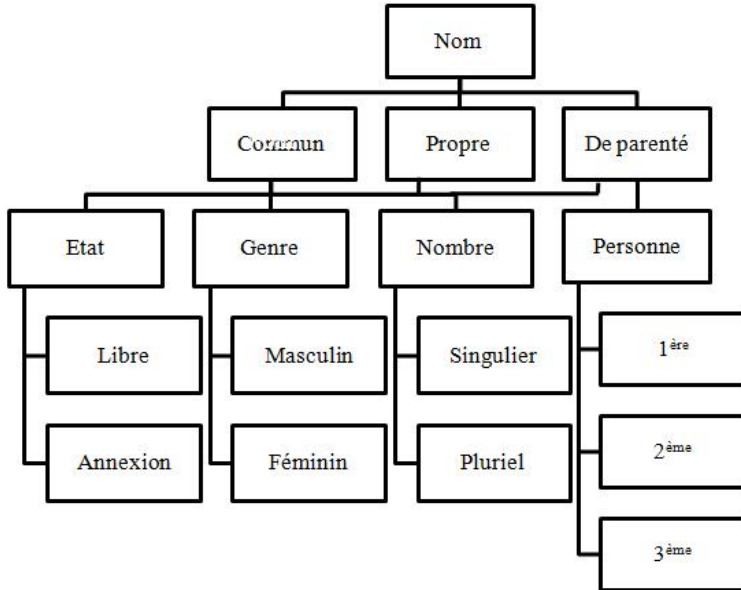 Nom
Commun
Propre
De parenté
Etat
Genre
Nombre
Personne
Libre
Masculin
Singulier
1ère
Annexion
Féminin
Pluriel
2ème
3ème